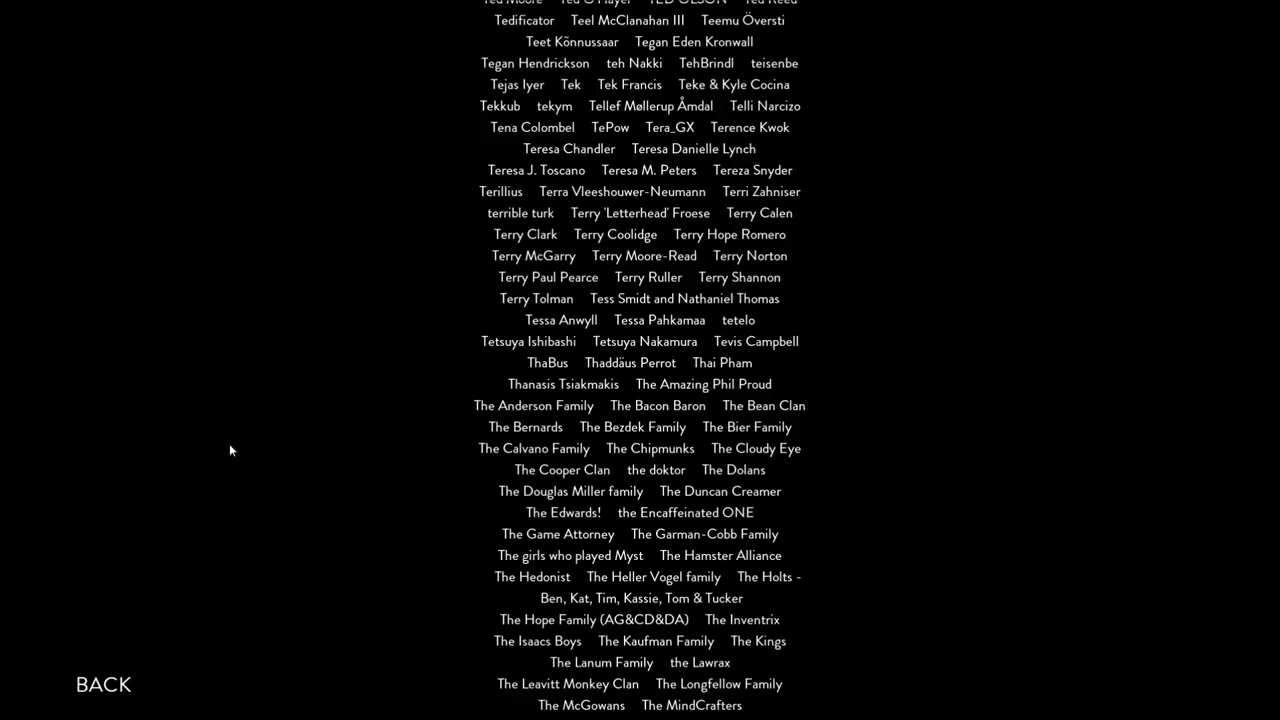 Ted Moore Ted O'Player TED OLSON Ted Reed
Tedificator Teel McClanahan III Teemu Översti
Teet Kõnnussaar Tegan Eden Kronwall
Tegan Hendrickson teh Nakki TehBrindl teisenbe
Tejas Iyer Tek Tek Francis Teke & Kyle Cocina
Tekkub tekym Tellef Møllerup Åmdal Telli Narcizo
Tena Colombel TePow Tera_GX Terence Kwok
Teresa Chandler Teresa Danielle Lynch
Teresa J. Toscano Teresa M. Peters Tereza Snyder
Terillius Terra Vleeshouwer-Neumann Terri Zahniser
terrible turk Terry 'Letterhead' Froese Terry Calen
Terry Clark Terry Coolidge Terry Hope Romero
Terry McGarry Terry Moore-Read Terry Norton
Terry Paul Pearce Terry Ruller Terry Shannon
Terry Tolman Tess Smidt and Nathaniel Thomas
Tessa Anwyll Tessa Pahkamaa tetelo
Tetsuya Ishibashi Tetsuya Nakamura Tevis Campbell
ThaBus Thaddäus Perrot Thai Pham
Thanasis Tsiakmakis The Amazing Phil Proud
The Anderson Family The Bacon Baron The Bean Clan
The Bernards The Bezdek Family The Bier Family
The Calvano Family The Chipmunks The Cloudy Eye
The Cooper Clan the doktor The Dolans
The Douglas Miller family The Duncan Creamer
The Edwards! the Encaffeinated ONE
The Game Attorney The Garman-Cobb Family
The girls who played Myst The Hamster Alliance
The Hedonist The Heller Vogel family The Holts -
Ben, Kat, Tim, Kassie, Tom & Tucker
The Hope Family (AG&CD&DA) The Inventrix
The Isaacs Boys The Kaufman Family The Kings
The Lanum Family the Lawrax
The Leavitt Monkey Clan The Longfellow Family
The McGowans The MindCrafters
BACK